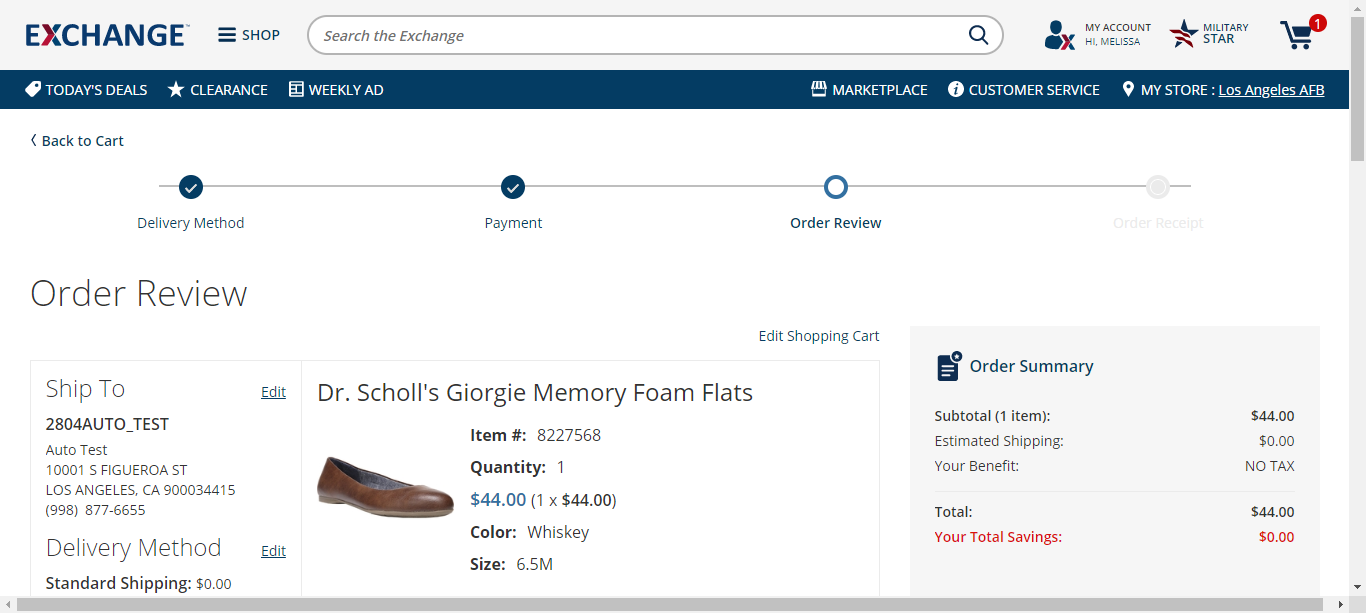 EXCHANGE
SHOP
Search the Exchange
MY ACCOUNT
HI, MELISSA
MILITARY
STAR
1
TODAY'S DEALS
CLEARANCE
WEEKLY AD
MARKETPLACE
CUSTOMER SERVICE
MY STORE : Los Angeles AFB
Back to Cart
Delivery Method
Payment
Order Review
Order Receipt
Order Review
Edit Shopping Cart
Ship To
Edit
2804AUTO_TEST
Auto Test
10001 S FIGUEROA ST
LOS ANGELES, CA 900034415
(998) 877-6655
Delivery Method
Edit
Standard Shipping: $0.00
Dr. Scholl's Giorgie Memory Foam Flats
Item #: 8227568
Quantity: 1
$44.00 (1 x $44.00)
Color: Whiskey
Size: 6.5M
Order Summary
Subtotal (1 item): $44.00
Estimated Shipping: $0.00
Your Benefit: NO TAX
Total: $44.00
Your Total Savings: $0.00